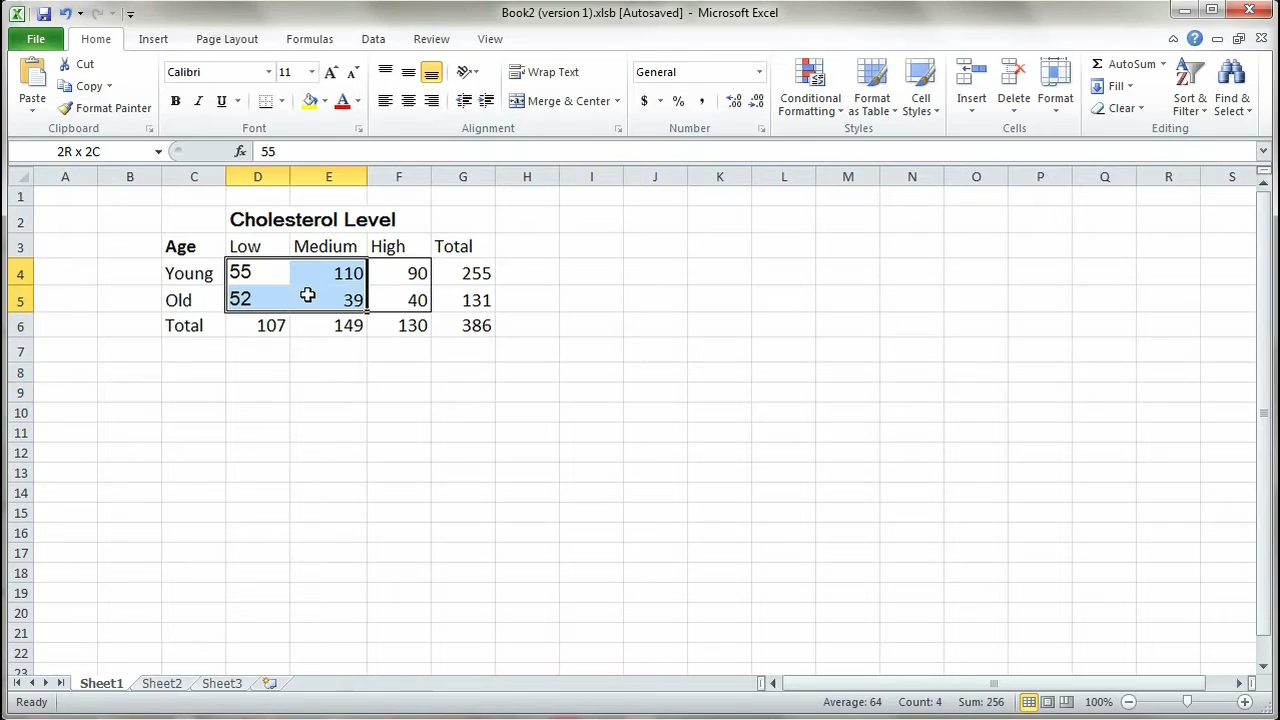 Book2 (version 1).xlsb [Autosaved] - Microsoft Excel
File Home Insert Page Layout Formulas Data Review View
Paste
Cut
Copy
Format Painter
Clipboard
Calibri 11
B I U
Font
Wrap Text
Merge & Center
Alignment
General
$ % ,
Number
Conditional Formatting
Format as Table
Cell Styles
Styles
Insert
Delete
Format
Cells
Σ AutoSum
Fill
Clear
Sort & Filter
Find & Select
Editing
2R x 2C fx 55
A B C D E F G H I J K L M N O P Q R S
1
2 Cholesterol Level
3 Age Low Medium High Total
4 Young 55 110 90 255
5 Old 52 39 40 131
6 Total 107 149 130 386
7
8
9
10
11
12
13
14
15
16
17
18
19
20
21
22
23
Sheet1 Sheet2 Sheet3
Ready Average: 64 Count: 4 Sum: 256 100%